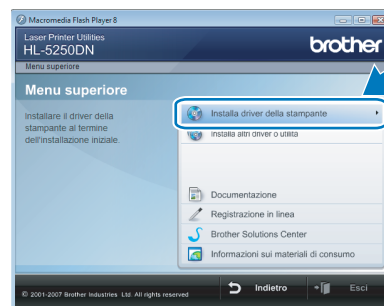 Macromedia Flash Player 8
Laser Printer Utilities
HL-5250DN
brother
Menu superiore
Menu superiore
Installare il driver della
stampante al termine
dell'installazione iniziale.
Installa driver della stampante
Installa altri driver o utilità
Documentazione
Registrazione in linea
Brother Solutions Center
Informazioni sui materiali di consumo
© 2001-2007 Brother Industries Ltd. All rights reserved
Indietro
Esci